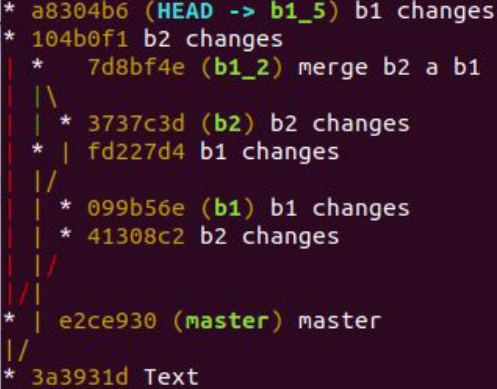 * a8304b6 (HEAD -> b1_5) b1 changes
* 104b0f1 b2 changes
| *   7d8bf4e (b1_2) merge b2 a b1
| |\
| | * 3737c3d (b2) b2 changes
| * | fd227d4 b1 changes
| |/
| | * 099b56e (b1) b1 changes
| | * 41308c2 b2 changes
| |/
|/|
* | e2ce930 (master) master
|/
* 3a3931d Text